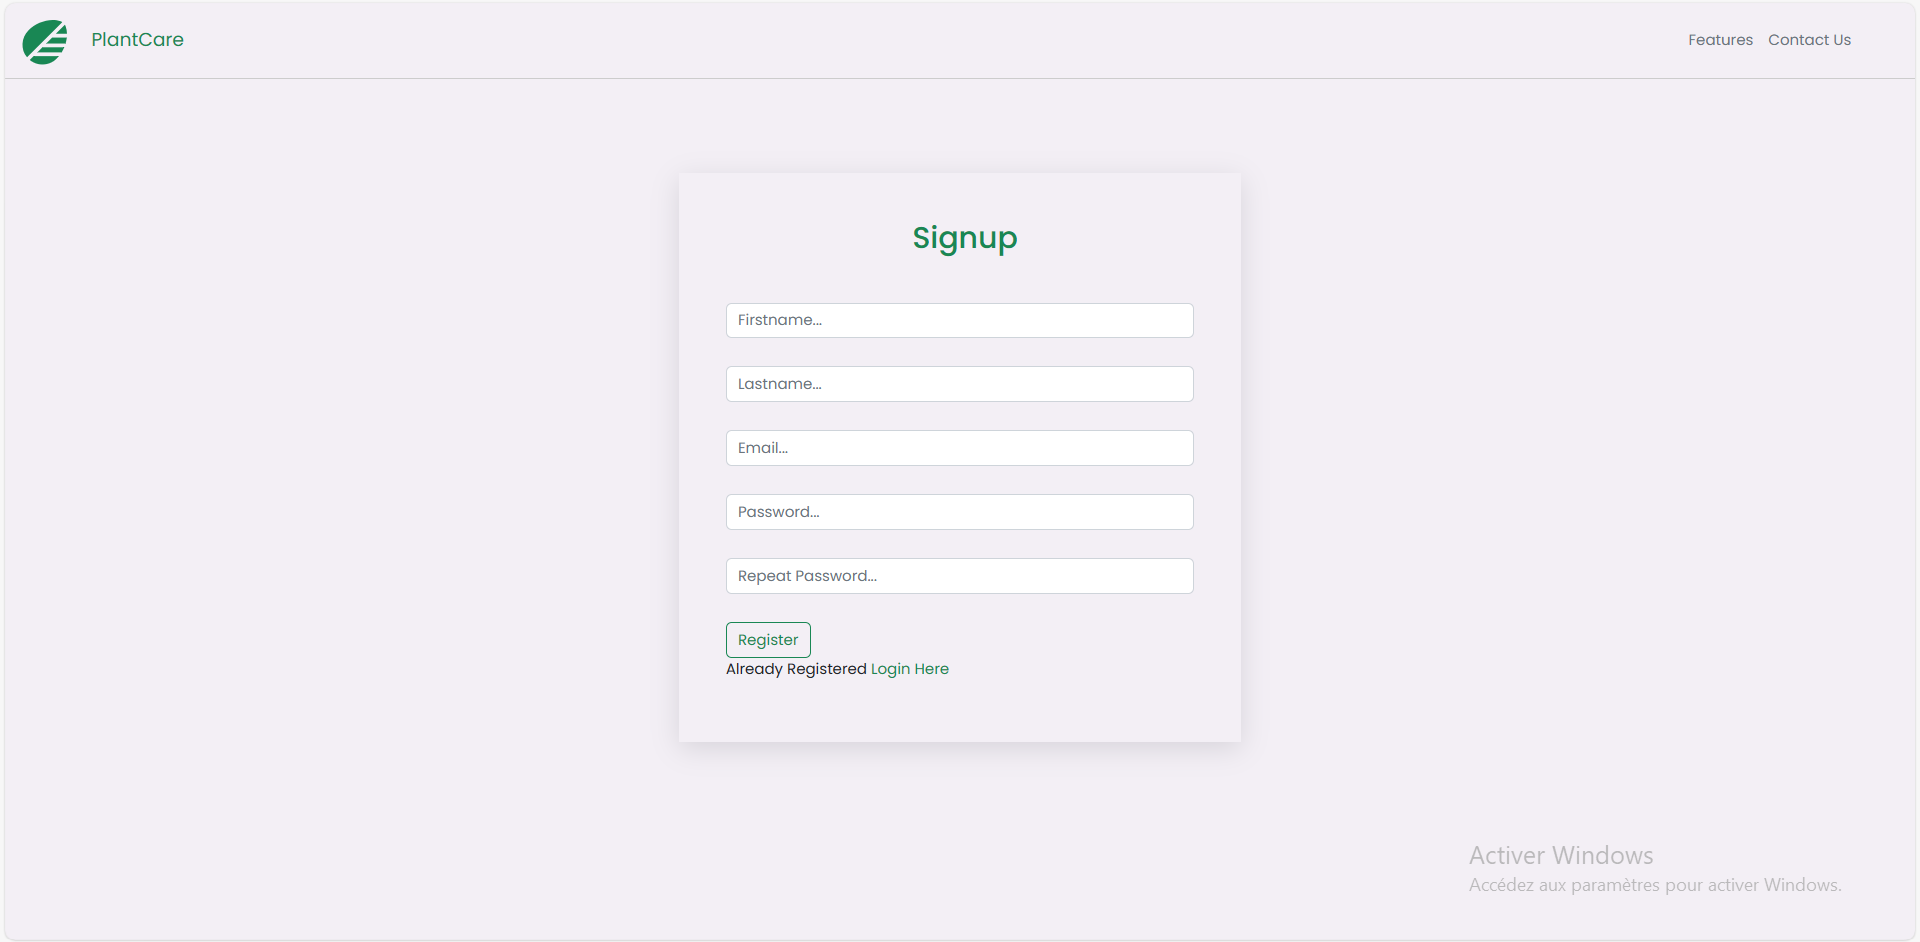 PlantCare
Features Contact Us
Signup
Firstname...
Lastname...
Email...
Password...
Repeat Password...
Register
Already Registered Login Here
Activer Windows
Accédez aux paramètres pour activer Windows.